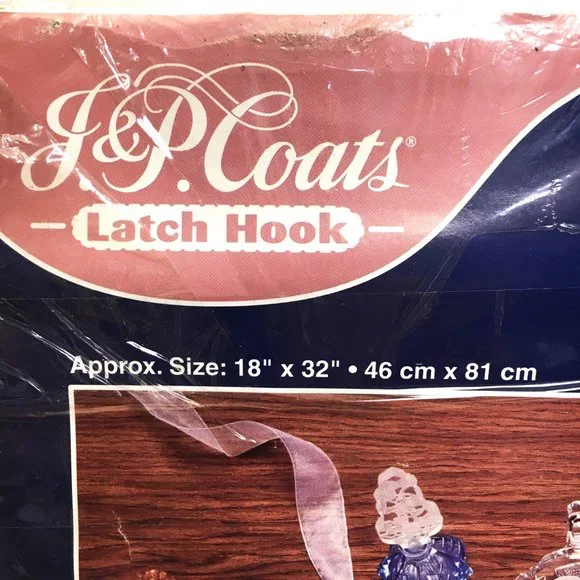 J.&P. Coats®
Latch Hook
Approx. Size: 18" x 32" • 46 cm x 81 cm